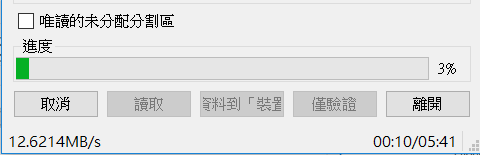 唯讀的未分配分割區
進度
3%
取消 讀取 資料到「裝置 僅驗證 離開
12.6214MB/s 00:10/05:41